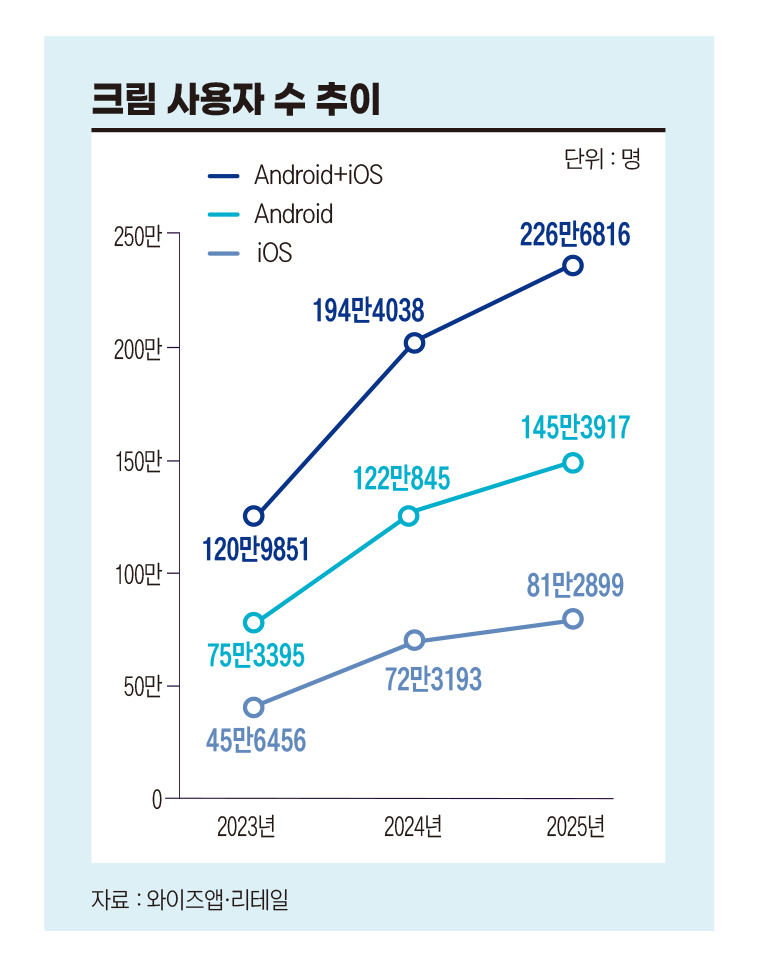 크림 사용자 수 추이
단위 : 명
Android+iOS
Android
iOS
250만
200만
150만
100만
50만
0
226만6816
194만4038
120만9851
145만3917
122만845
75만3395
81만2899
72만3193
45만6456
2023년
2024년
2025년
자료 : 와이즈앱·리테일